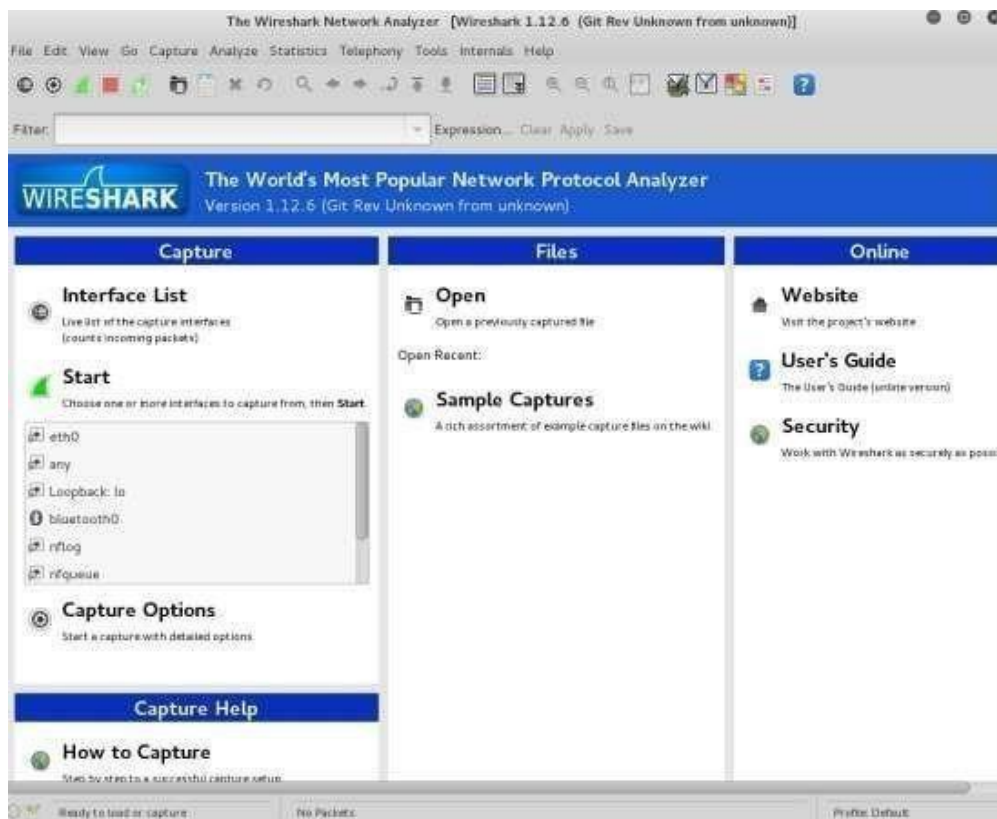 The Wireshark Network Analyzer [Wireshark 1.12.6 (Git Rev Unknown from unknown)]
File Edit View Go Capture Analyze Statistics Telephony Tools Internals Help
Filter: Expression... Clear Apply Save
WIRESHARK
The World's Most Popular Network Protocol Analyzer
Version 1.12.6 (Git Rev Unknown from unknown)
Capture
Interface List
Live list of the capture interfaces
(counts incoming packets)
Start
Choose one or more interfaces to capture from, then Start
eth0
any
Loopback: lo
bluetooth0
nflog
nfqueue
Capture Options
Start a capture with detailed options
Capture Help
How to Capture
Step by step to a successful capture setup
Files
Open
Open a previously captured file
Open Recent:
Sample Captures
A rich assortment of example capture files on the wiki
Online
Website
Visit the project's website
User's Guide
The User's Guide (online version)
Security
Work with Wireshark as securely as possi
Ready to load or capture
No Packets
Profile: Default